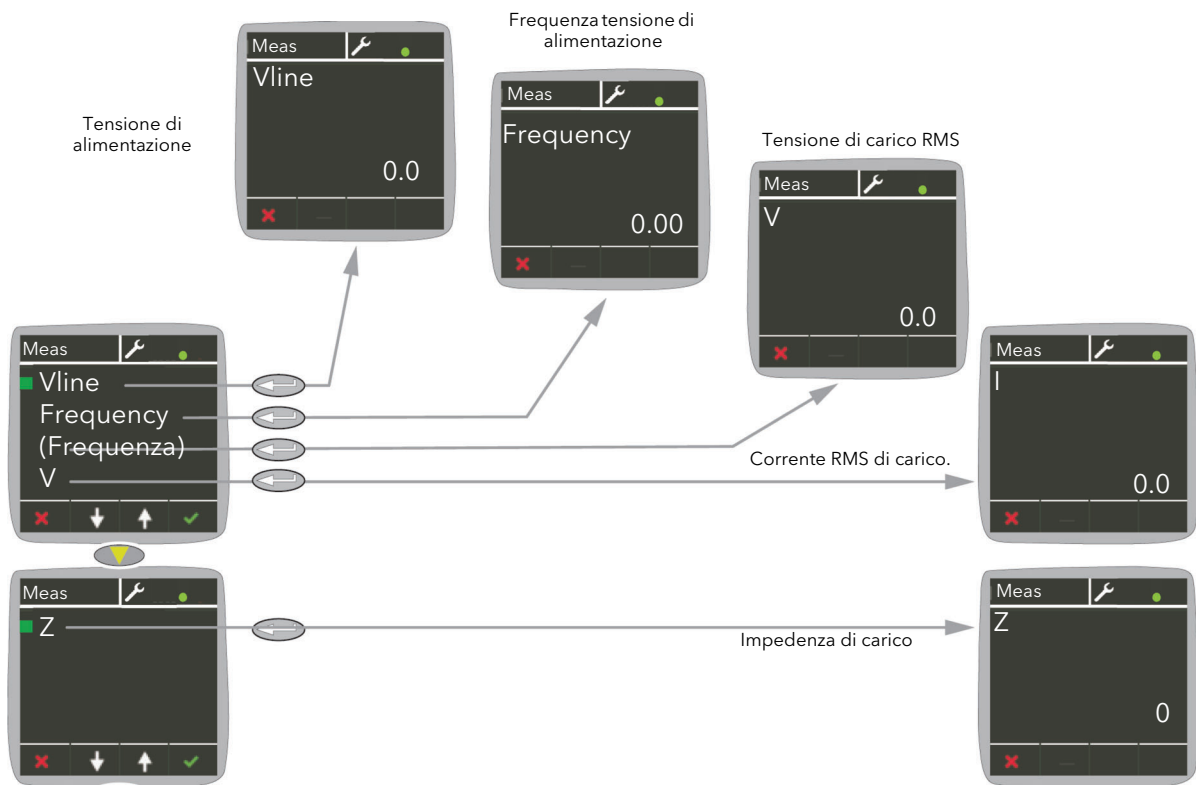 Frequenza tensione di
alimentazione
Meas
Vline
0.0
Tensione di
alimentazione
Meas
Frequency
0.00
Tensione di carico RMS
Meas
V
0.0
Meas
Vline
Frequency
(Frequenza)
V
Corrente RMS di carico.
Meas
I
0.0
Meas
Z
Impedenza di carico
Meas
Z
0